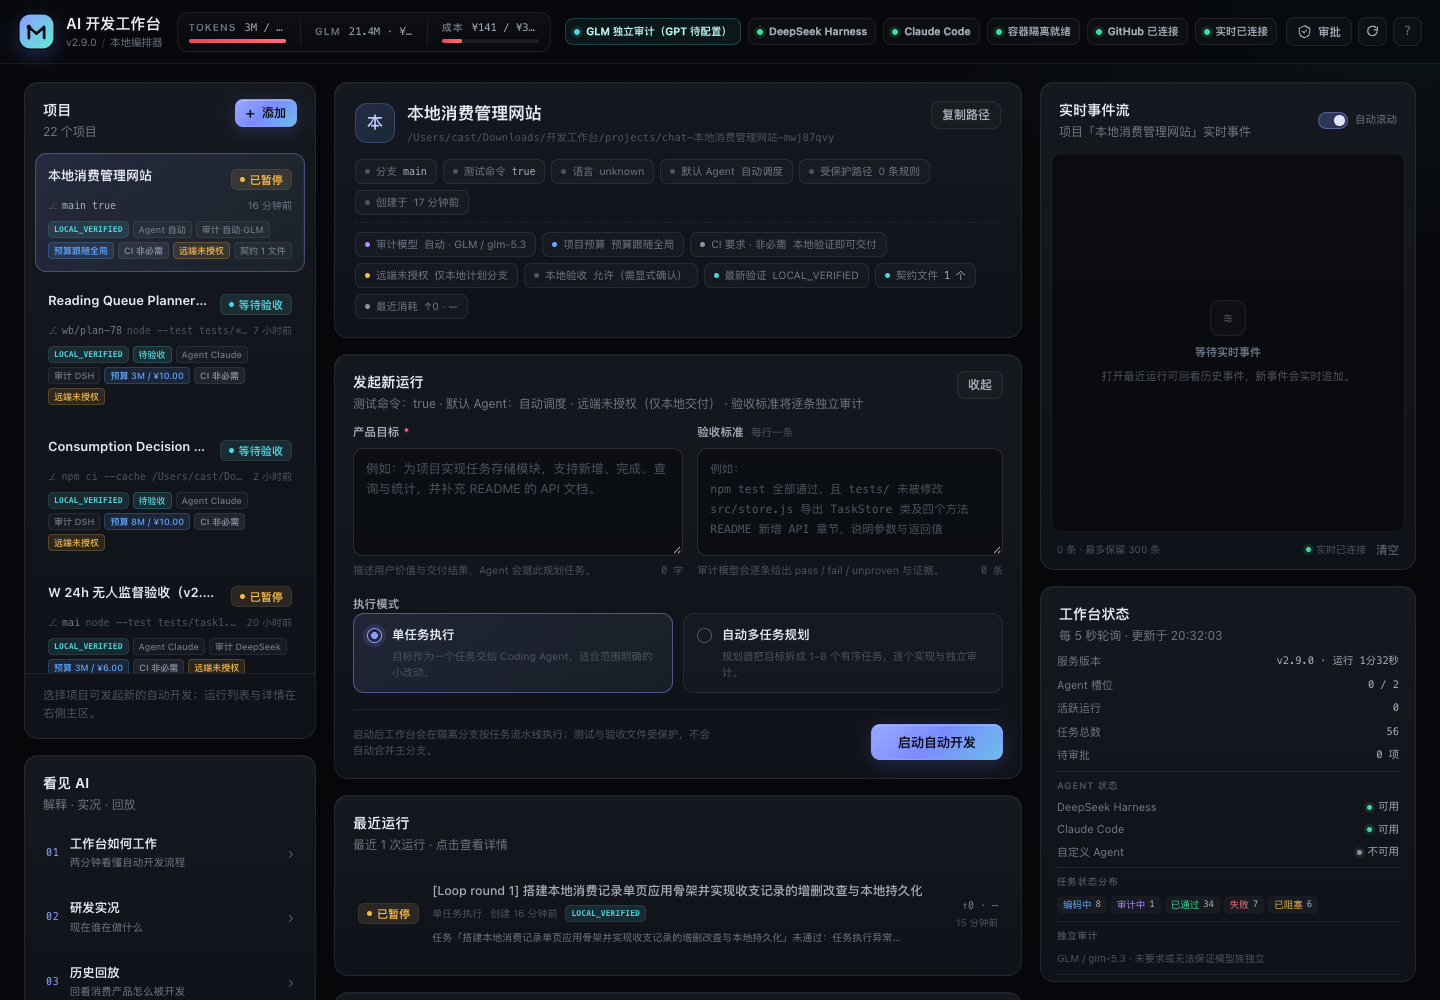 AI 开发工作台
v2.9.0 / 本地编排器
TOKENS 3M / …
GLM 21.4M · ¥…
成本 ¥141 / ¥3…
GLM 独立审计（GPT 待配置）
DeepSeek Harness
Claude Code
容器隔离就绪
GitHub 已连接
实时已连接
审批
?
项目
22 个项目
+ 添加
本地消费管理网站
已暂停
main true
16 分钟前
LOCAL_VERIFIED Agent 自动 审计 自动·GLM
预算跟随全局 CI 非必需 远端未授权 契约 1 文件
Reading Queue Planner...
等待验收
wb/plan-78 node --test tests/*… 7 小时前
LOCAL_VERIFIED 待验收 Agent Claude
审计 DSH 预算 3M / ¥10.00 CI 非必需
远端未授权
Consumption Decision ...
等待验收
npm ci --cache /Users/cast/Do… 2 小时前
LOCAL_VERIFIED 待验收 Agent Claude
审计 DSH 预算 8M / ¥10.00 CI 非必需
远端未授权
W 24h 无人监督验收（v2....
已暂停
mai node --test tests/task1.… 20 小时前
LOCAL_VERIFIED Agent Claude 审计 DeepSeek
预算 3M / ¥6.00 CI 非必需 远端未授权
选择项目可发起新的自动开发；运行列表与详情在
右侧主区。
看见 AI
解释 · 实况 · 回放
01 工作台如何工作
两分钟看懂自动开发流程
02 研发实况
现在谁在做什么
03 历史回放
回看消费产品怎么被开发
本
本地消费管理网站
/Users/cast/Downloads/开发工作台/projects/chat-本地消费管理网站-mwj87qvy
复制路径
分支 main
测试命令 true
语言 unknown
默认 Agent 自动调度
受保护路径 0 条规则
创建于 17 分钟前
审计模型 自动 · GLM / glm-5.3
项目预算 预算跟随全局
CI 要求 · 非必需 本地验证即可交付
远端未授权 仅本地计划分支
本地验收 允许（需显式确认）
最新验证 LOCAL_VERIFIED
契约文件 1 个
最近消耗 ↑0 · —
发起新运行
收起
测试命令：true · 默认 Agent：自动调度 · 远端未授权（仅本地交付） · 验收标准将逐条独立审计
产品目标 *
例如：为项目实现任务存储模块，支持新增、完成、查
询与统计，并补充 README 的 API 文档。
描述用户价值与交付结果，Agent 会据此规划任务。
0 字
验收标准 每行一条
例如：
npm test 全部通过，且 tests/ 未被修改
src/store.js 导出 TaskStore 类及四个方法
README 新增 API 章节，说明参数与返回值
审计模型会逐条给出 pass / fail / unproven 与证据。
0 条
执行模式
单任务执行
目标作为一个任务交给 Coding Agent，适合范围明确的
小改动。
自动多任务规划
规划器把目标拆成 1–8 个有序任务，逐个实现与独立审
计。
启动后工作台会在隔离分支按任务流水线执行；测试与验收文件受保护，不会
自动合并主分支。
启动自动开发
最近运行
最近 1 次运行 · 点击查看详情
已暂停
[Loop round 1] 搭建本地消费记录单页应用骨架并实现收支记录的增删改查与本地持久化
单任务执行 创建 16 分钟前 LOCAL_VERIFIED
任务「搭建本地消费记录单页应用骨架并实现收支记录的增删改查与本地持久化」未通过：任务执行异常…
↑0 · —
15 分钟前
实时事件流
项目「本地消费管理网站」实时事件
自动滚动
等待实时事件
打开最近运行可回看历史事件，新事件会实时追加。
0 条 · 最多保留 300 条
实时已连接
清空
工作台状态
每 5 秒轮询 · 更新于 20:32:03
服务版本 v2.9.0 · 运行 1分32秒
Agent 槽位 0 / 2
活跃运行 0
任务总数 56
待审批 0 项
AGENT 状态
DeepSeek Harness 可用
Claude Code 可用
自定义 Agent 不可用
任务状态分布
编码中 8 审计中 1 已通过 34 失败 7 已阻塞 6
独立审计
GLM / glm-5.3 · 未要求或无法保证模型族独立